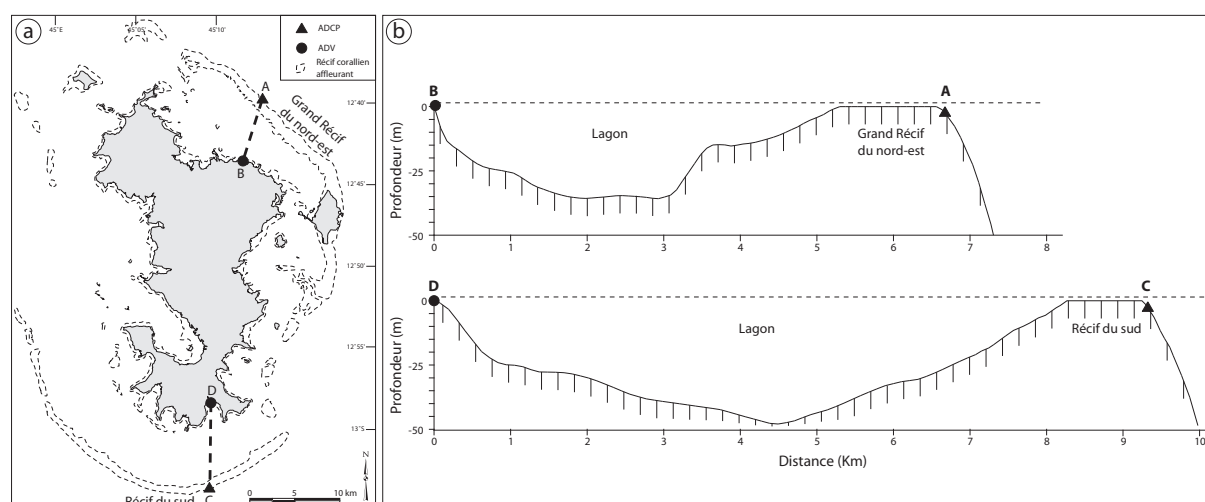 a
45°E
45°05'
45°10'
ADCP
ADV
Récif corallien
affleurant
A
Grand Récif
du nord-est
12°40'
B
12°45'
12°50'
12°55'
D
13°S
N
Récif du sud
C
0 5 10 km
b
B
A
0
-25
-50
Profondeur (m)
Lagon
Grand Récif
du nord-est
0 1 2 3 4 5 6 7 8
D
C
0
-25
-50
Profondeur (m)
Lagon
Récif du sud
0 1 2 3 4 5 6 7 8 9 10
Distance (Km)